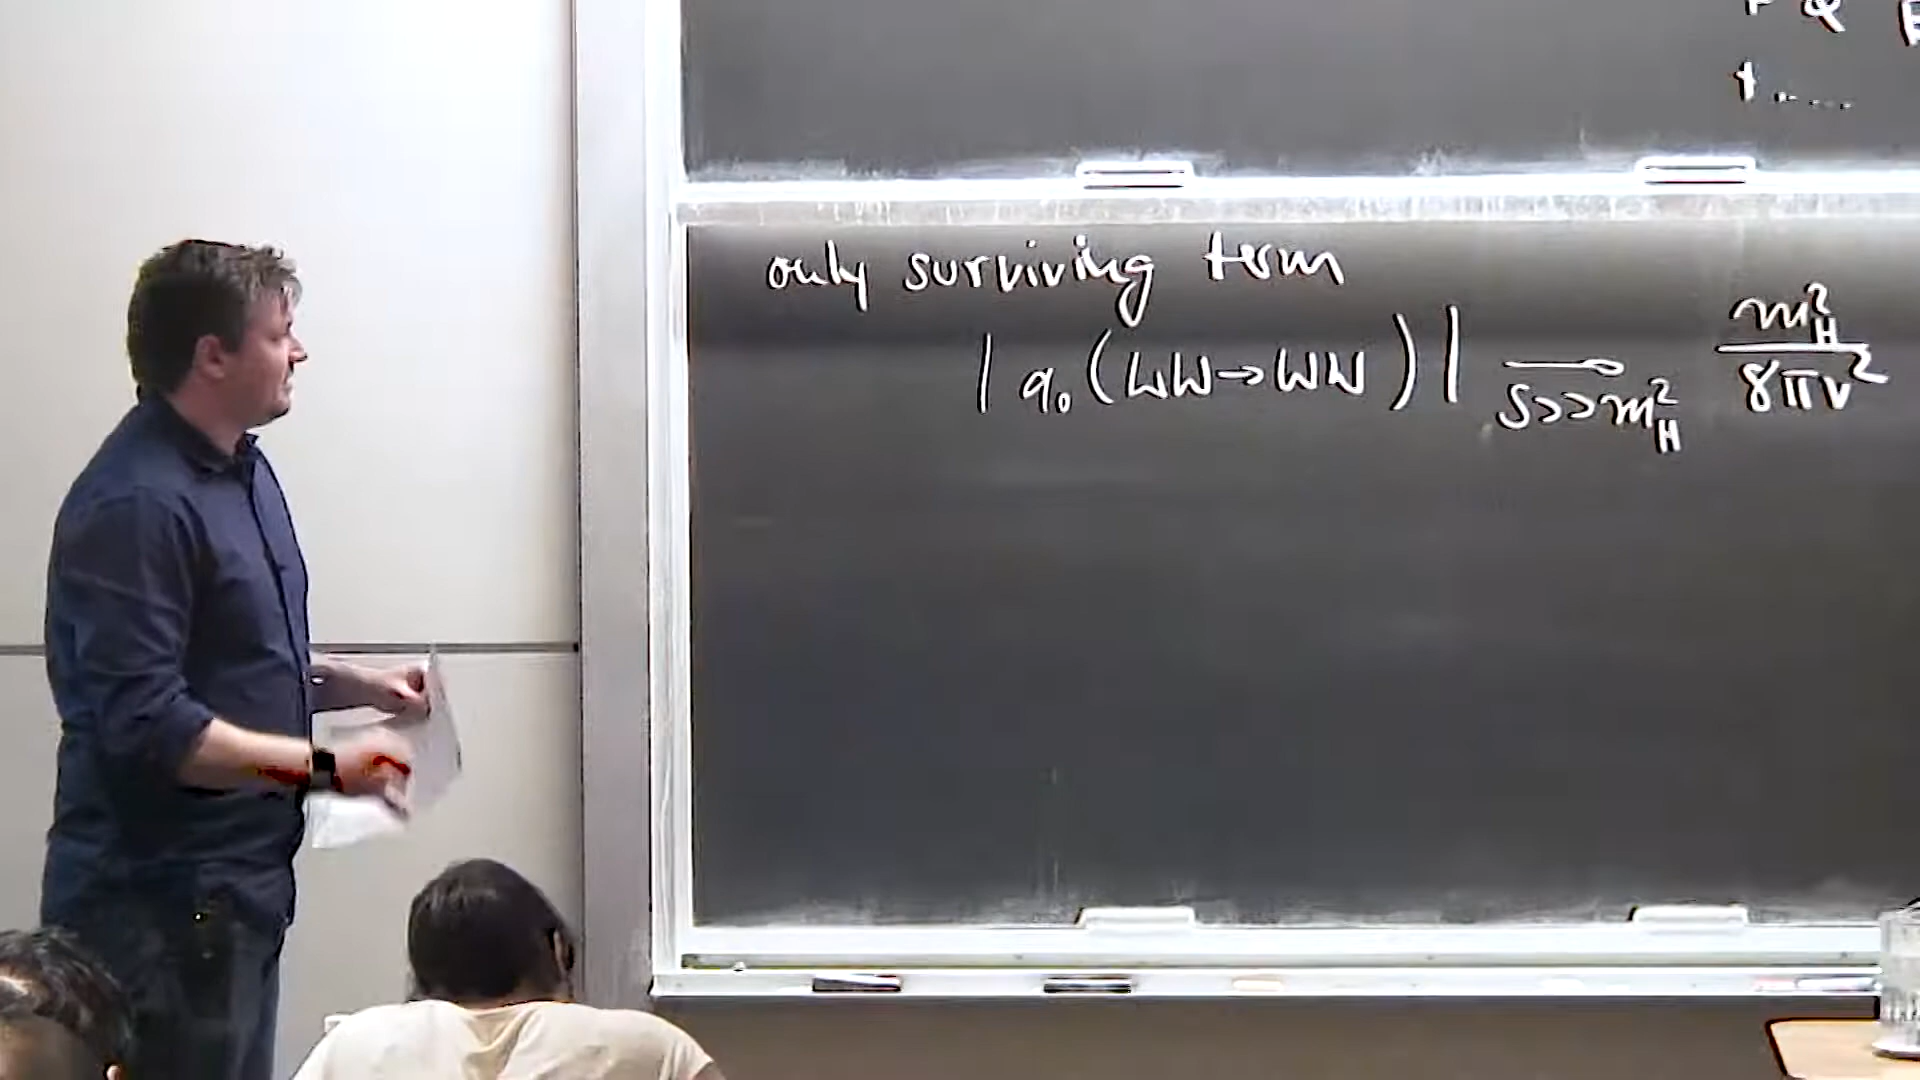 t....
only surviving term
|a₀(WW→WW)| ⟶ m²_H
s>>m²_H 8πv²